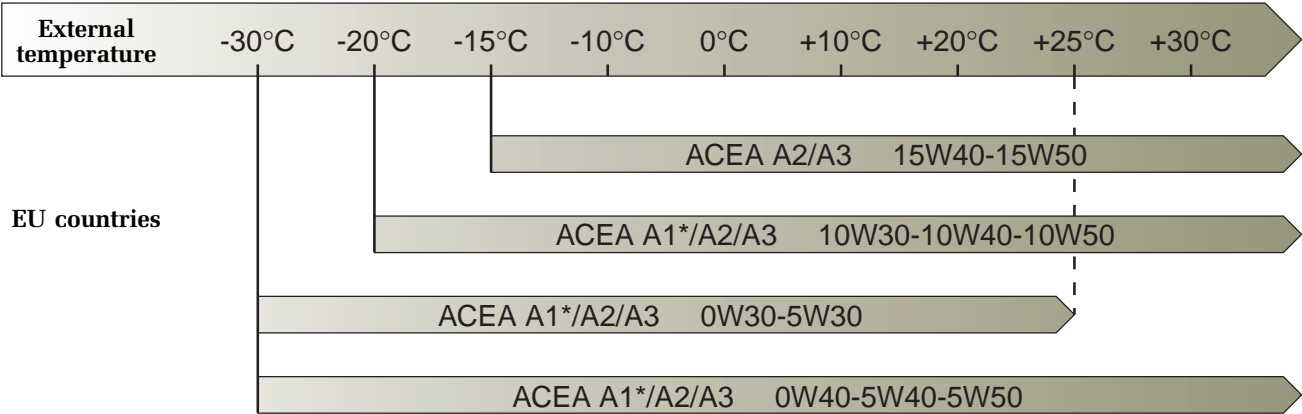 External
temperature
-30°C -20°C -15°C -10°C 0°C +10°C +20°C +25°C +30°C
ACEA A2/A3 15W40-15W50
EU countries
ACEA A1*/A2/A3 10W30-10W40-10W50
ACEA A1*/A2/A3 0W30-5W30
ACEA A1*/A2/A3 0W40-5W40-5W50